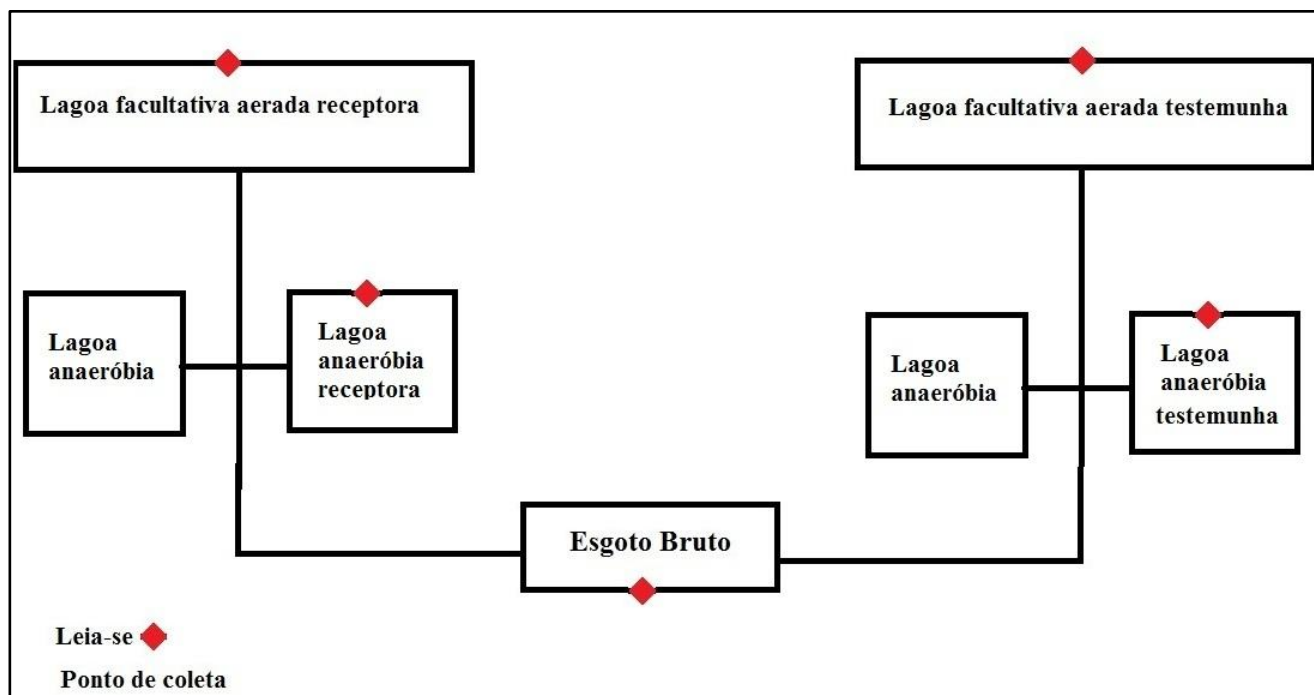 Lagoa facultativa aerada receptora
Lagoa facultativa aerada testemunha
Lagoa
anaeróbia
Lagoa
anaeróbia
receptora
Lagoa
anaeróbia
Lagoa
anaeróbia
testemunha
Esgoto Bruto
Leia-se
Ponto de coleta